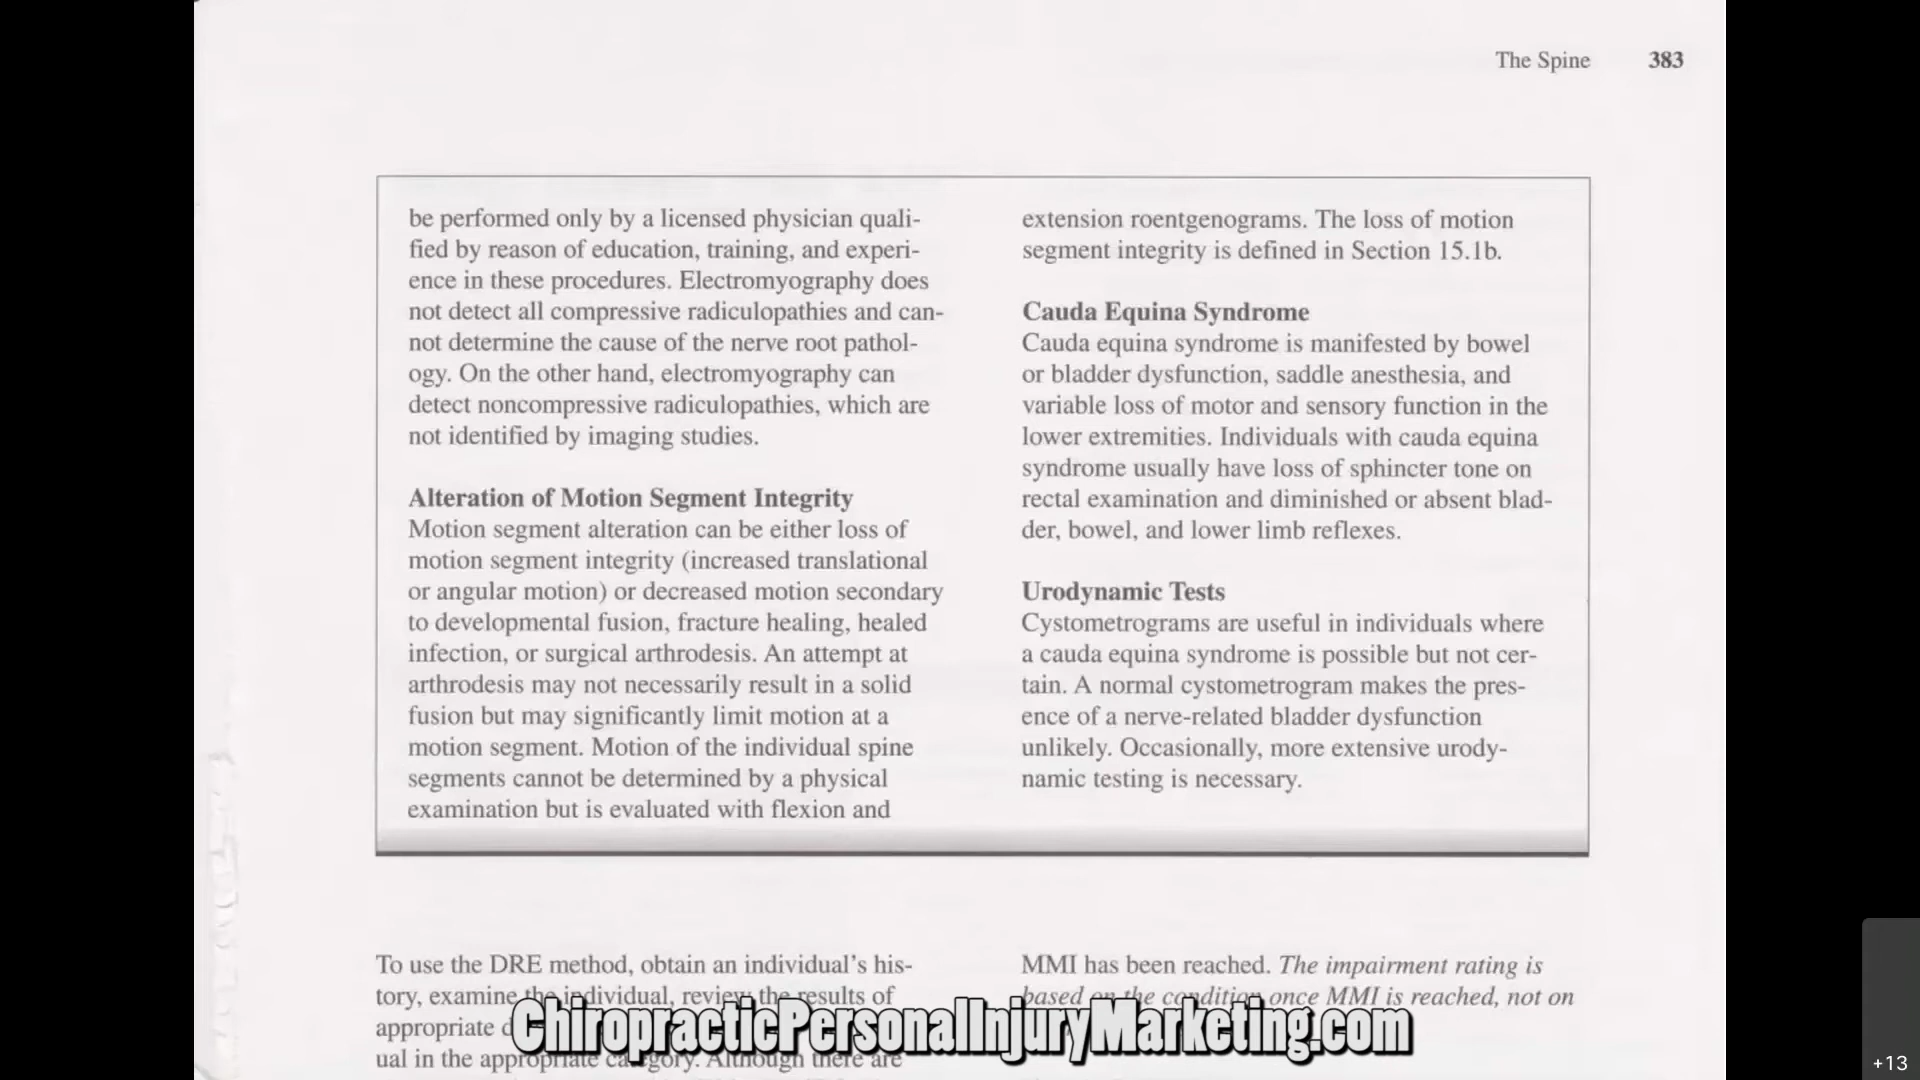 The Spine 383
be performed only by a licensed physician quali-
fied by reason of education, training, and experi-
ence in these procedures. Electromyography does
not detect all compressive radiculopathies and can-
not determine the cause of the nerve root pathol-
ogy. On the other hand, electromyography can
detect noncompressive radiculopathies, which are
not identified by imaging studies.
Alteration of Motion Segment Integrity
Motion segment alteration can be either loss of
motion segment integrity (increased translational
or angular motion) or decreased motion secondary
to developmental fusion, fracture healing, healed
infection, or surgical arthrodesis. An attempt at
arthrodesis may not necessarily result in a solid
fusion but may significantly limit motion at a
motion segment. Motion of the individual spine
segments cannot be determined by a physical
examination but is evaluated with flexion and
extension roentgenograms. The loss of motion
segment integrity is defined in Section 15.1b.
Cauda Equina Syndrome
Cauda equina syndrome is manifested by bowel
or bladder dysfunction, saddle anesthesia, and
variable loss of motor and sensory function in the
lower extremities. Individuals with cauda equina
syndrome usually have loss of sphincter tone on
rectal examination and diminished or absent blad-
der, bowel, and lower limb reflexes.
Urodynamic Tests
Cystometrograms are useful in individuals where
a cauda equina syndrome is possible but not cer-
tain. A normal cystometrogram makes the pres-
ence of a nerve-related bladder dysfunction
unlikely. Occasionally, more extensive urody-
namic testing is necessary.
To use the DRE method, obtain an individual's his-
tory, examine the individual, review the results of
appropriate
ual in the appropriate category. Although there are
MMI has been reached. The impairment rating is
based on the condition once MMI is reached, not on
ChiropracticPersonalInjuryMarketing.com
+13